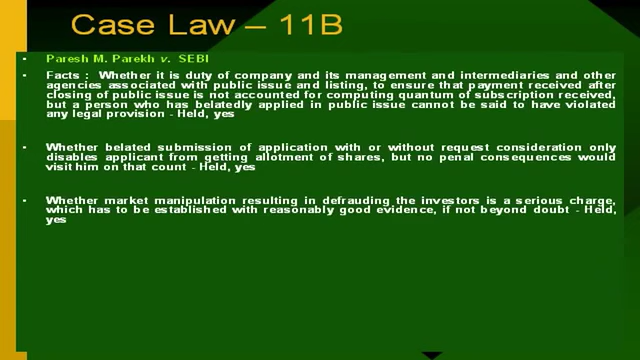 Case Law – 11B
• Paresh M. Parekh v. SEBI
• Facts : Whether it is duty of company and its management and intermediaries and other
agencies associated with public issue and listing, to ensure that payment received after
closing of public issue is not accounted for computing quantum of subscription received,
but a person who has belatedly applied in public issue cannot be said to have violated
any legal provision - Held, yes
• Whether belated submission of application with or without request consideration only
disables applicant from getting allotment of shares, but no penal consequences would
visit him on that count - Held, yes
• Whether market manipulation resulting in defrauding the investors is a serious charge,
which has to be established with reasonably good evidence, if not beyond doubt - Held,
yes